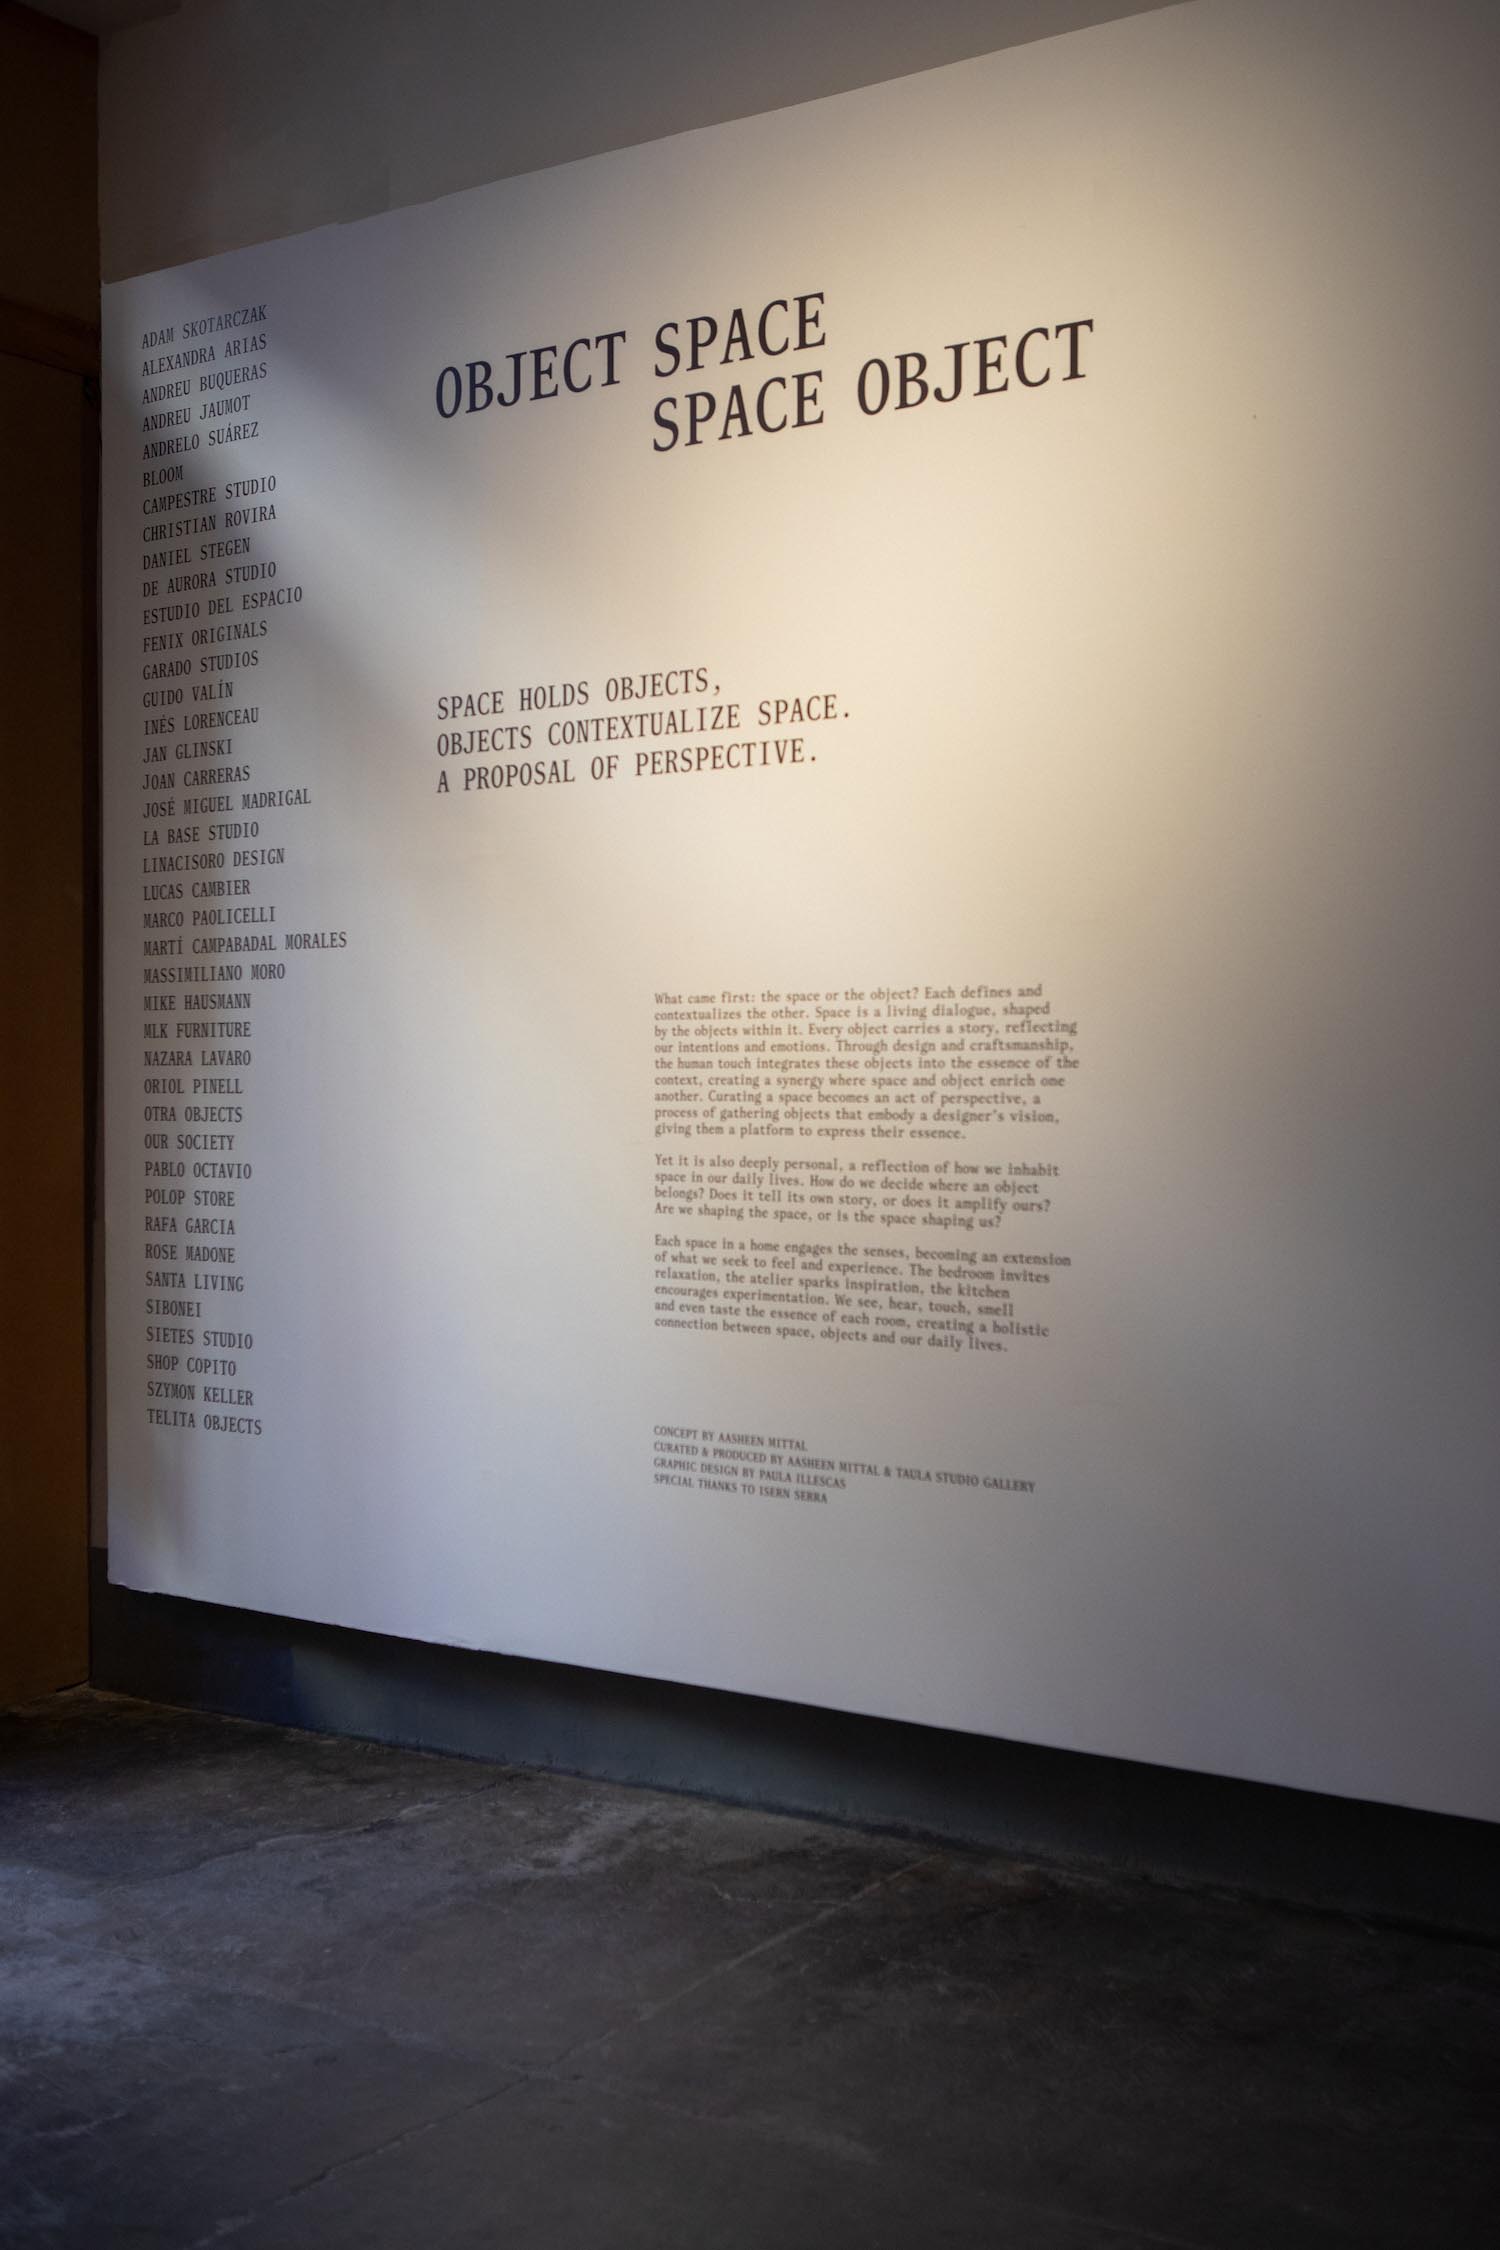 ADAM SKOTARCZAK
ALEXANDRA ARIAS
ANDREU BUQUERAS
ANDREU JAUMOT
ANDRELO SUÁREZ
BLOOM
CAMPESTRE STUDIO
CHRISTIAN ROVIRA
DANIEL STEGEN
DE AURORA STUDIO
ESTUDIO DEL ESPACIO
FENIX ORIGINALS
GARADO STUDIOS
GUIDO VALÍN
INÉS LORENCEAU
JAN GLINSKI
JOAN CARRERAS
JOSÉ MIGUEL MADRIGAL
LA BASE STUDIO
LINACISORO DESIGN
LUCAS CAMBIER
MARCO PAOLICELLI
MARTÍ CAMPABADAL MORALES
MASSIMILIANO MORO
MIKE HAUSMANN
MLK FURNITURE
NAZARA LAVARO
ORIOL PINELL
OTRA OBJECTS
OUR SOCIETY
PABLO OCTAVIO
POLOP STORE
RAFA GARCIA
ROSE MADONE
SANTA LIVING
SIBONEI
SIETES STUDIO
SHOP COPITO
SZYMON KELLER
TELITA OBJECTS
OBJECT SPACE
SPACE OBJECT
SPACE HOLDS OBJECTS,
OBJECTS CONTEXTUALIZE SPACE.
A PROPOSAL OF PERSPECTIVE.
What came first: the space or the object? Each defines and
contextualizes the other. Space is a living dialogue, shaped
by the objects within it. Every object carries a story, reflecting
our intentions and emotions. Through design and craftsmanship,
the human touch integrates these objects into the essence of the
context, creating a synergy where space and object enrich one
another. Curating a space becomes an act of perspective, a
process of gathering objects that embody a designer's vision,
giving them a platform to express their essence.
Yet it is also deeply personal, a reflection of how we inhabit
space in our daily lives. How do we decide where an object
belongs? Does it tell its own story, or does it amplify ours?
Are we shaping the space, or is the space shaping us?
Each space in a home engages the senses, becoming an extension
of what we seek to feel and experience. The bedroom invites
relaxation, the atelier sparks inspiration, the kitchen
encourages experimentation. We see, hear, touch, smell
and even taste the essence of each room, creating a holistic
connection between space, objects and our daily lives.
CONCEPT BY AASHEEN MITTAL
CURATED & PRODUCED BY AASHEEN MITTAL & TAULA STUDIO GALLERY
GRAPHIC DESIGN BY PAULA ILLESCAS
SPECIAL THANKS TO ISERN SERRA